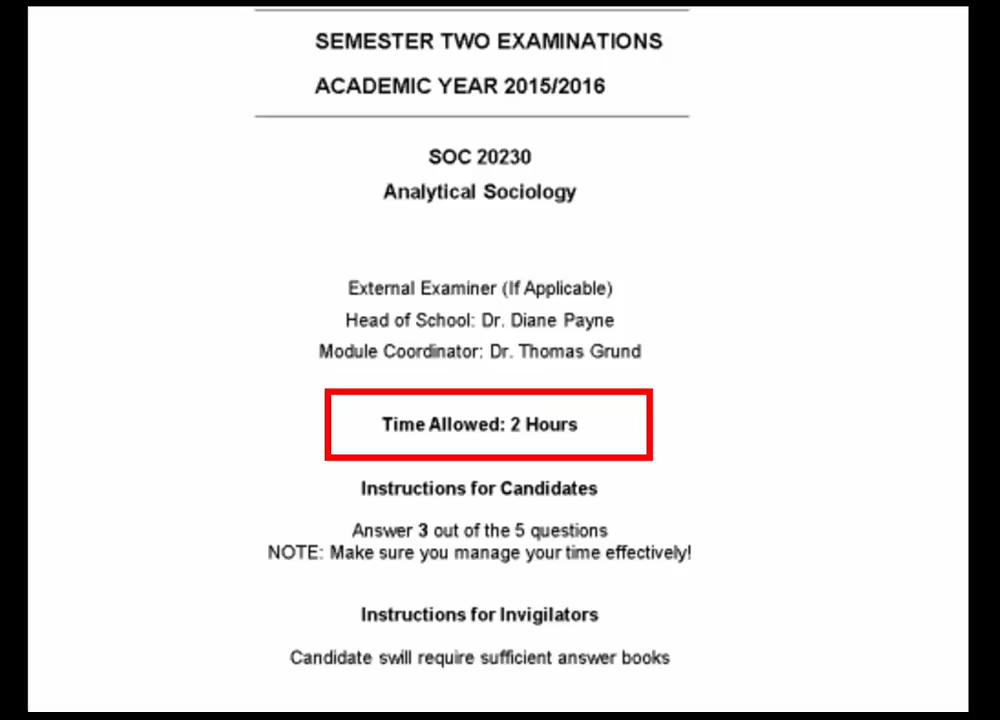 SEMESTER TWO EXAMINATIONS
ACADEMIC YEAR 2015/2016
SOC 20230
Analytical Sociology
External Examiner (If Applicable)
Head of School: Dr. Diane Payne
Module Coordinator: Dr. Thomas Grund
Time Allowed: 2 Hours
Instructions for Candidates
Answer 3 out of the 5 questions
NOTE: Make sure you manage your time effectively!
Instructions for Invigilators
Candidate swill require sufficient answer books